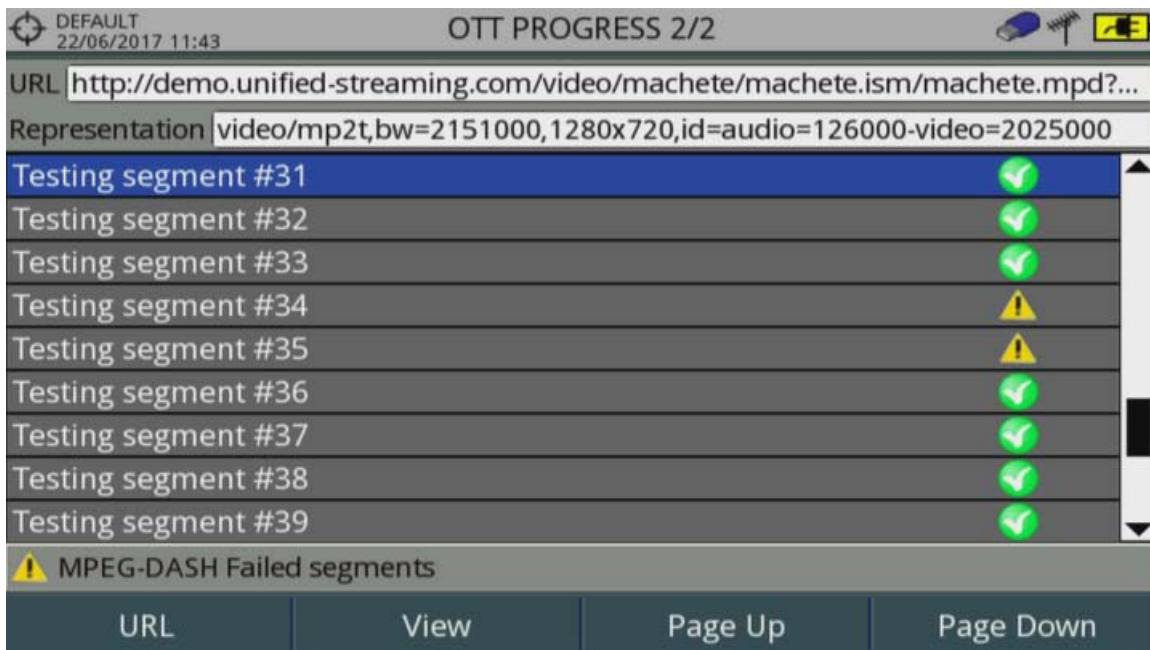 DEFAULT
22/06/2017 11:43
OTT PROGRESS 2/2
URL http://demo.unified-streaming.com/video/machete/machete.ism/machete.mpd?...
Representation video/mp2t,bw=2151000,1280x720,id=audio=126000-video=2025000
Testing segment #31
Testing segment #32
Testing segment #33
Testing segment #34
Testing segment #35
Testing segment #36
Testing segment #37
Testing segment #38
Testing segment #39
MPEG-DASH Failed segments
URL View Page Up Page Down